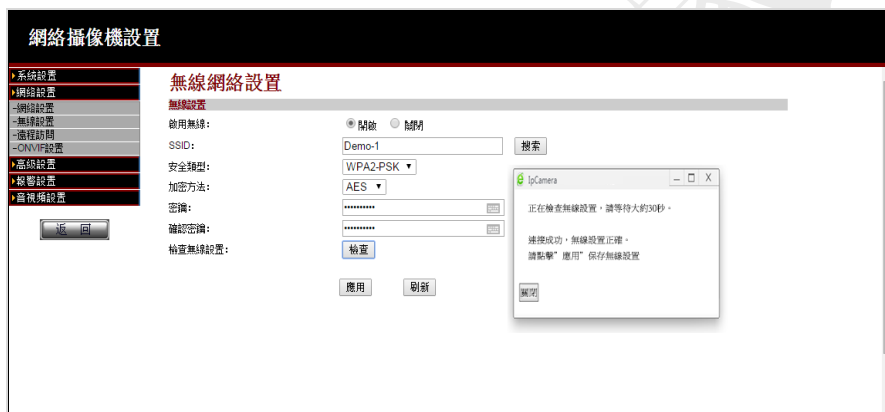 網絡攝像機設置
系統設置
網絡設置
-網絡設置
-無線設置
-遠程訪問
-ONVIF設置
高級設置
報警設置
音視頻設置
返 回
無線網絡設置
無線設置
啟用無線: 開啟 關閉
SSID: Demo-1 搜索
安全類型: WPA2-PSK
加密方法: AES
密鑰: ••••••••••
確認密鑰: ••••••••••
檢查無線設置: 檢查
應用 刷新
IpCamera
正在檢查無線設置，請等待大約30秒。
連接成功，無線設置正確。
請點擊"應用"保存無線設置
關閉